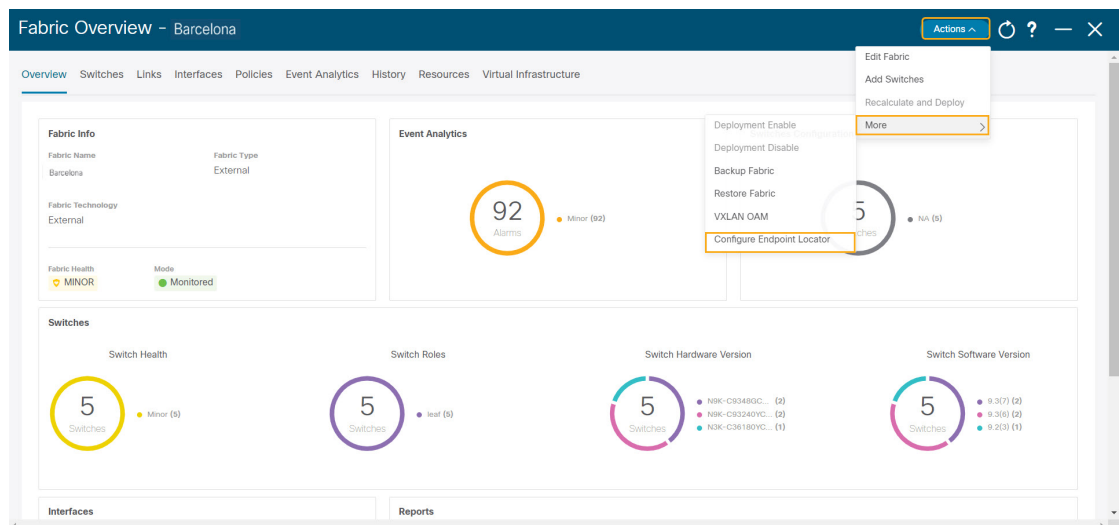 Fabric Overview – Barcelona
Actions
?
Overview Switches Links Interfaces Policies Event Analytics History Resources Virtual Infrastructure
Edit Fabric
Add Switches
Recalculate and Deploy
More
Deployment Enable
Deployment Disable
Backup Fabric
Restore Fabric
VXLAN OAM
Configure Endpoint Locator
Fabric Info
Fabric Name
Barcelona
Fabric Type
External
Fabric Technology
External
Fabric Health
MINOR
Mode
Monitored
Event Analytics
92
Alarms
Minor (92)
5
NA (5)
Switches
Switch Health
5
Switches
Minor (5)
Switch Roles
5
Switches
leaf (5)
Switch Hardware Version
5
Switches
N9K-C9348GC... (2)
N9K-C93240YC... (2)
N3K-C36180YC... (1)
Switch Software Version
5
Switches
9.3(7) (2)
9.3(6) (2)
9.2(3) (1)
Interfaces
Reports